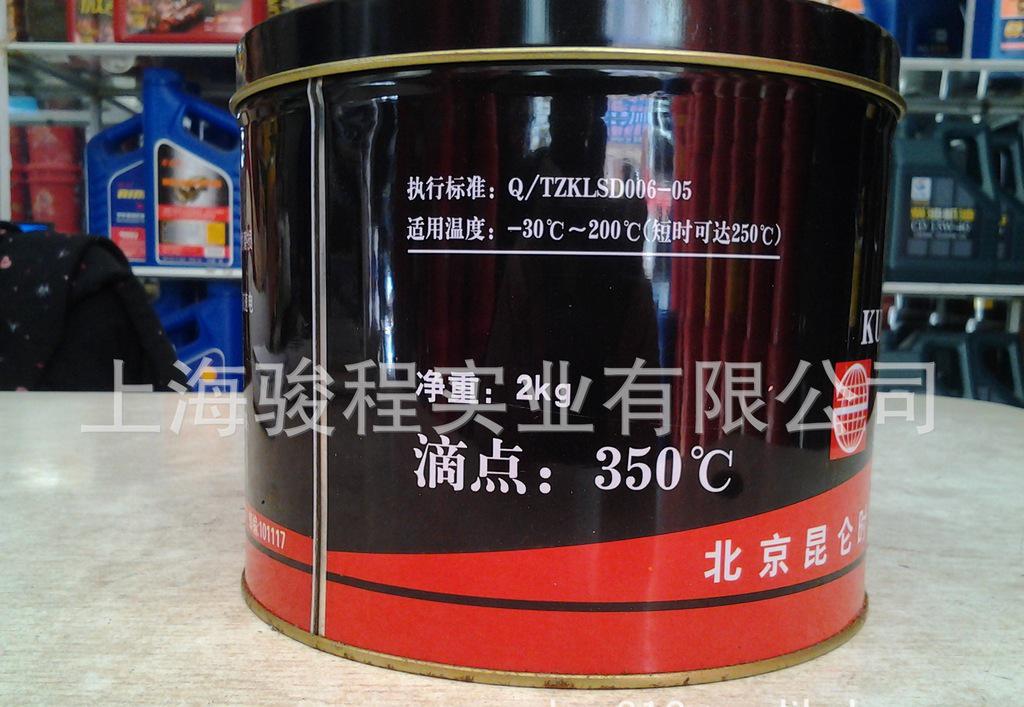 执行标准：Q/TZKLSD006-05
适用温度：-30℃～200℃(短时可达250℃)
KU
净重：2kg
上海骏程实业有限公司
滴点：350℃
101117
北京昆仑